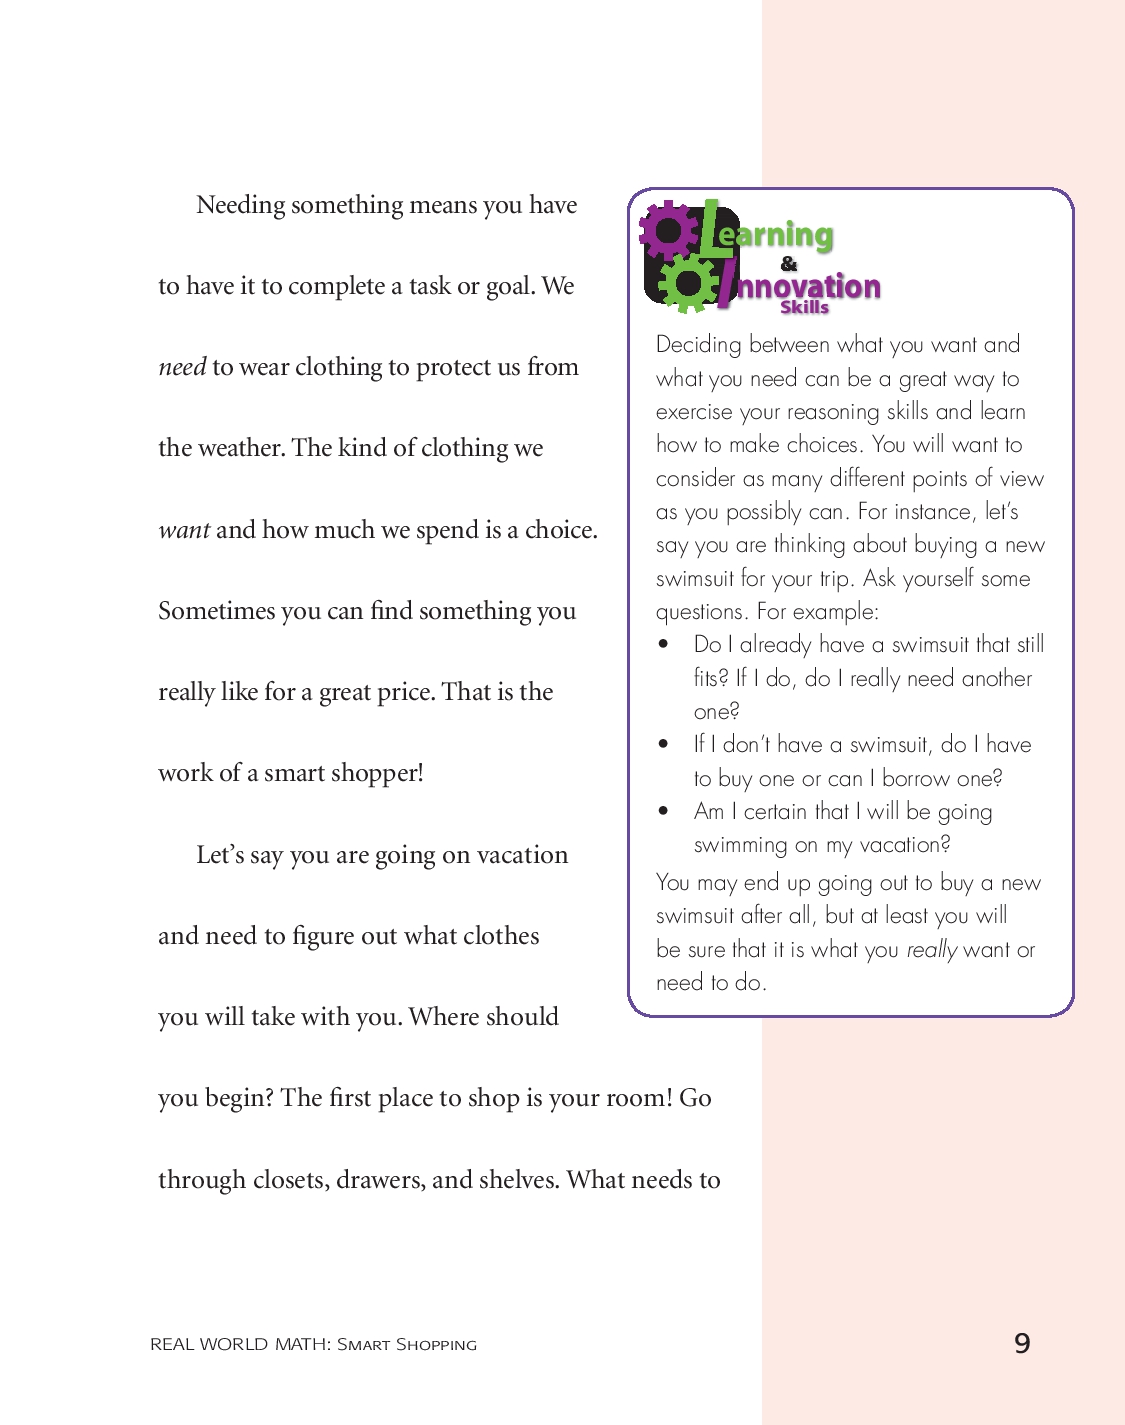 Needing something means you have
to have it to complete a task or goal. We
need to wear clothing to protect us from
the weather. The kind of clothing we
want and how much we spend is a choice.
Sometimes you can find something you
really like for a great price. That is the
work of a smart shopper!
Let’s say you are going on vacation
and need to figure out what clothes
you will take with you. Where should
you begin? The first place to shop is your room! Go
through closets, drawers, and shelves. What needs to
Learning
&
Innovation
Skills
Deciding between what you want and
what you need can be a great way to
exercise your reasoning skills and learn
how to make choices. You will want to
consider as many different points of view
as you possibly can. For instance, let’s
say you are thinking about buying a new
swimsuit for your trip. Ask yourself some
questions. For example:
• Do I already have a swimsuit that still
fits? If I do, do I really need another
one?
• If I don’t have a swimsuit, do I have
to buy one or can I borrow one?
• Am I certain that I will be going
swimming on my vacation?
You may end up going out to buy a new
swimsuit after all, but at least you will
be sure that it is what you really want or
need to do.
REAL WORLD MATH: Smart Shopping
9